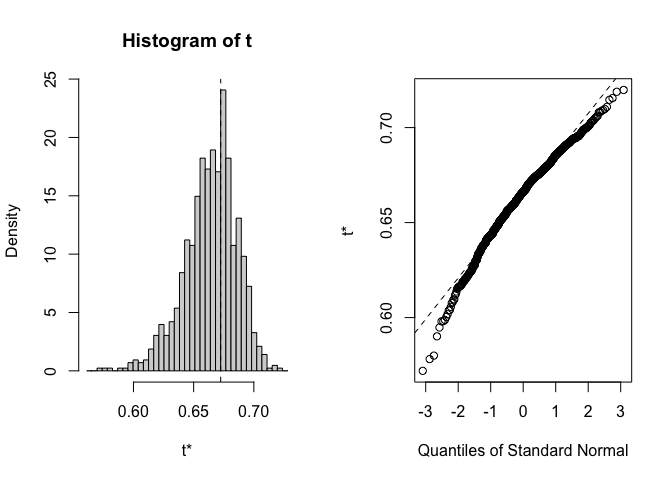 Histogram of t
Density
0 5 10 15 20 25
0.60 0.65 0.70
t*
t*
0.60 0.65 0.70
-3 -2 -1 0 1 2 3
Quantiles of Standard Normal